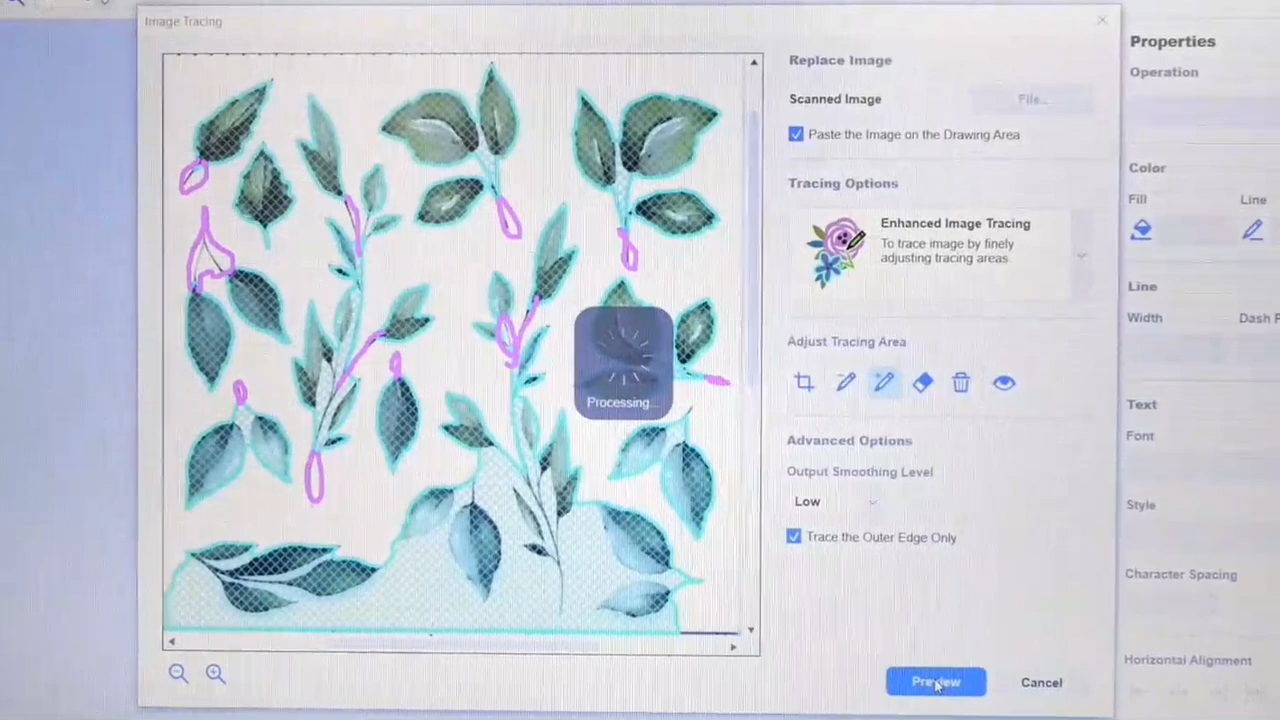 Image Tracing
Replace Image
Scanned Image
File...
Paste the Image on the Drawing Area
Tracing Options
Enhanced Image Tracing
To trace image by finely
adjusting tracing areas
Adjust Tracing Area
Advanced Options
Output Smoothing Level
Low
Trace the Outer Edge Only
Processing...
Preview
Cancel
Properties
Operation
Color
Fill
Line
Line
Width
Dash
Text
Font
Style
Character Spacing
Horizontal Alignment